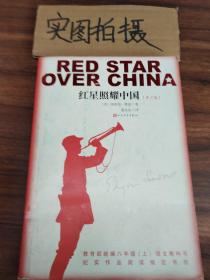 实图拍摄
RED STAR
OVER CHINA
红星照耀中国
教育部统编八年级（上）语文教科书
纪实作品阅读指定书目